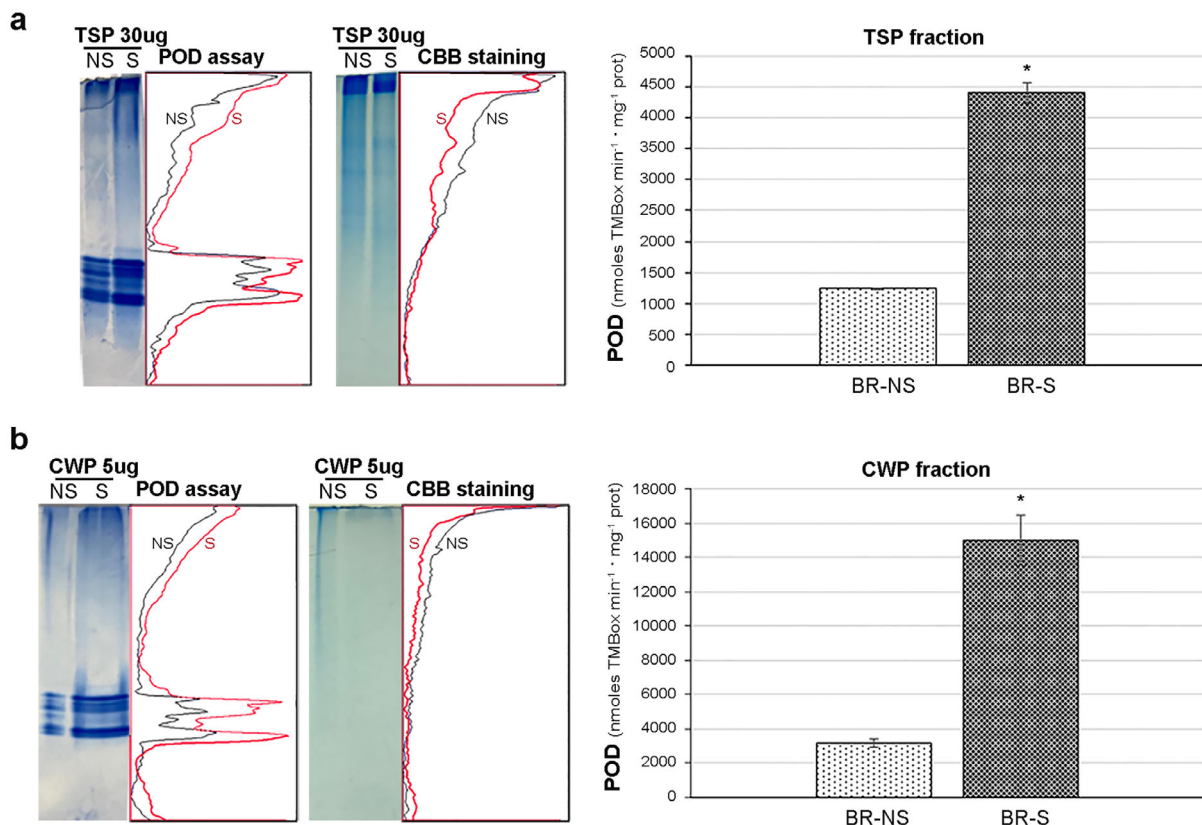 a
TSP 30ug
NS S
POD assay
NS
S
TSP 30ug
NS S
CBB staining
S
NS
TSP fraction
POD (nmoles TMBox min⁻¹ · mg⁻¹ prot)
5000
4500
4000
3500
3000
2500
2000
1500
1000
500
0
*
BR-NS
BR-S
b
CWP 5ug
NS S
POD assay
NS
S
CWP 5ug
NS S
CBB staining
S
NS
CWP fraction
POD (nmoles TMBox min⁻¹ · mg⁻¹ prot)
18000
16000
14000
12000
10000
8000
6000
4000
2000
0
*
BR-NS
BR-S